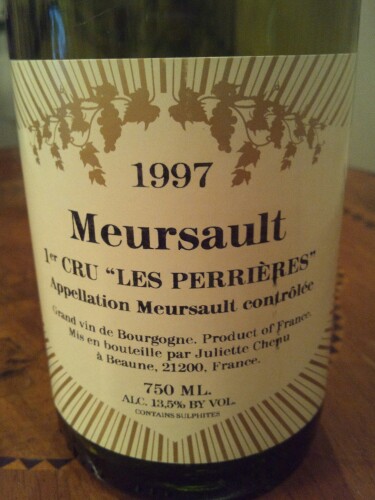 1997
Meursault
1er CRU "LES PERRIÈRES"
Appellation Meursault contrôlée
Grand vin de Bourgogne. Product of France.
Mis en bouteille par Juliette Chenu
à Beaune, 21200, France.
750 ML.
ALC. 13,5% BY VOL.
CONTAINS SULPHITES